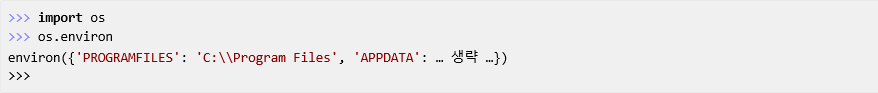 >>> import os
>>> os.environ
environ({'PROGRAMFILES': 'C:\\Program Files', 'APPDATA': … 생략 …})
>>>